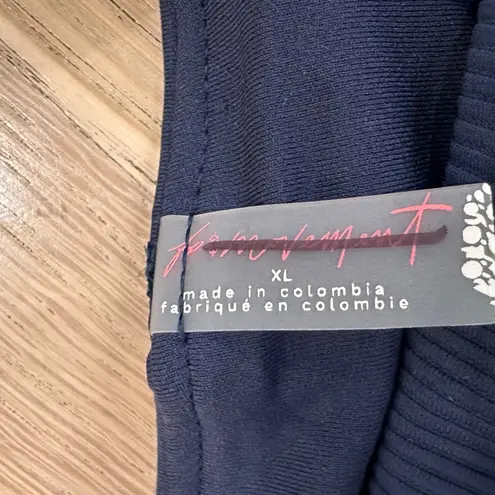 movement
XL
made in colombia
fabriqué en colombie